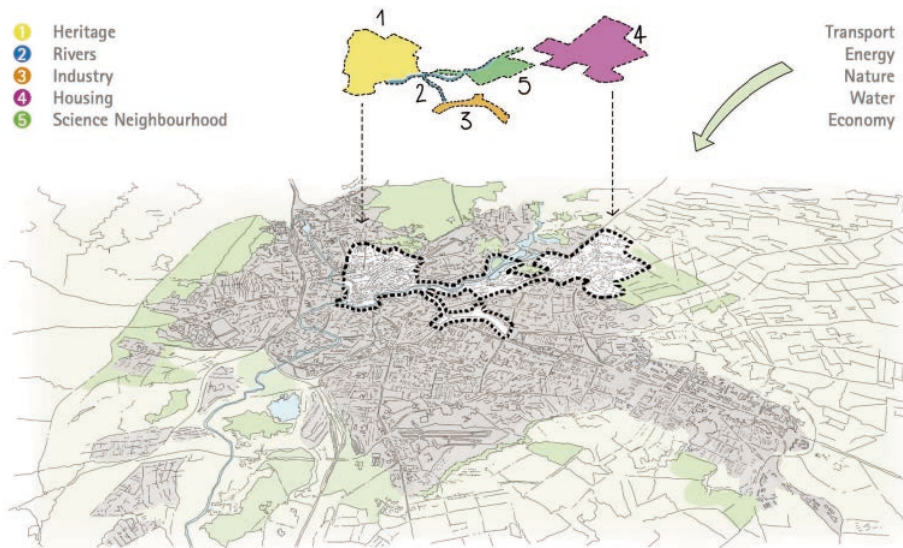 1 Heritage
2 Rivers
3 Industry
4 Housing
5 Science Neighbourhood
1
2
3
4
5
Transport
Energy
Nature
Water
Economy